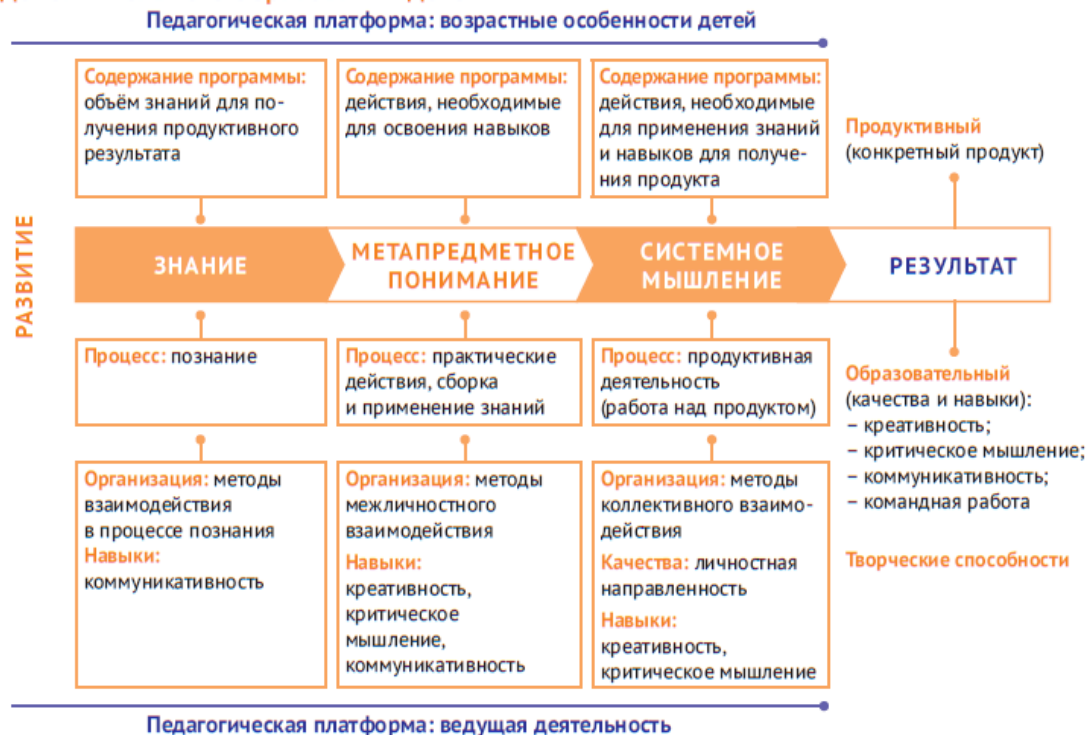 Педагогическая платформа: возрастные особенности детей
Содержание программы:
объём знаний для по-
лучения продуктивного
результата
Содержание программы:
действия, необходимые
для освоения навыков
Содержание программы:
действия, необходимые
для применения знаний
и навыков для получе-
ния продукта
Продуктивный
(конкретный продукт)
РАЗВИТИЕ
ЗНАНИЕ
МЕТАПРЕДМЕТНОЕ
ПОНИМАНИЕ
СИСТЕМНОЕ
МЫШЛЕНИЕ
РЕЗУЛЬТАТ
Процесс: познание
Процесс: практические
действия, сборка
и применение знаний
Процесс: продуктивная
деятельность
(работа над продуктом)
Образовательный
(качества и навыки):
– креативность;
– критическое мышление;
– коммуникативность;
– командная работа
Творческие способности
Организация: методы
взаимодействия
в процессе познания
Навыки:
коммуникативность
Организация: методы
межличностного
взаимодействия
Навыки:
креативность,
критическое
мышление,
коммуникативность
Организация: методы
коллективного взаимо-
действия
Качества: личностная
направленность
Навыки:
креативность,
критическое мышление
Педагогическая платформа: ведущая деятельность